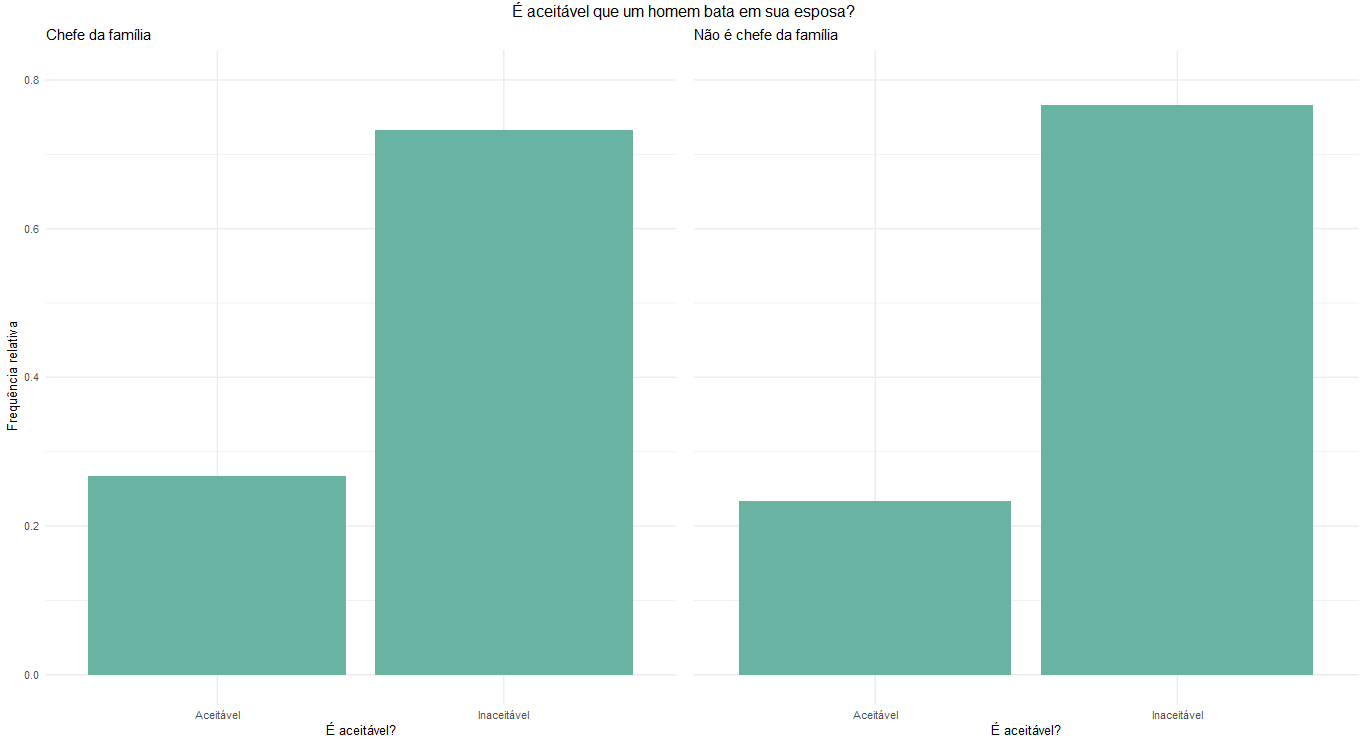 É aceitável que um homem bata em sua esposa?
Chefe da família
Não é chefe da família
Frequência relativa
0.8
0.6
0.4
0.2
0.0
Aceitável
Inaceitável
É aceitável?
Aceitável
Inaceitável
É aceitável?